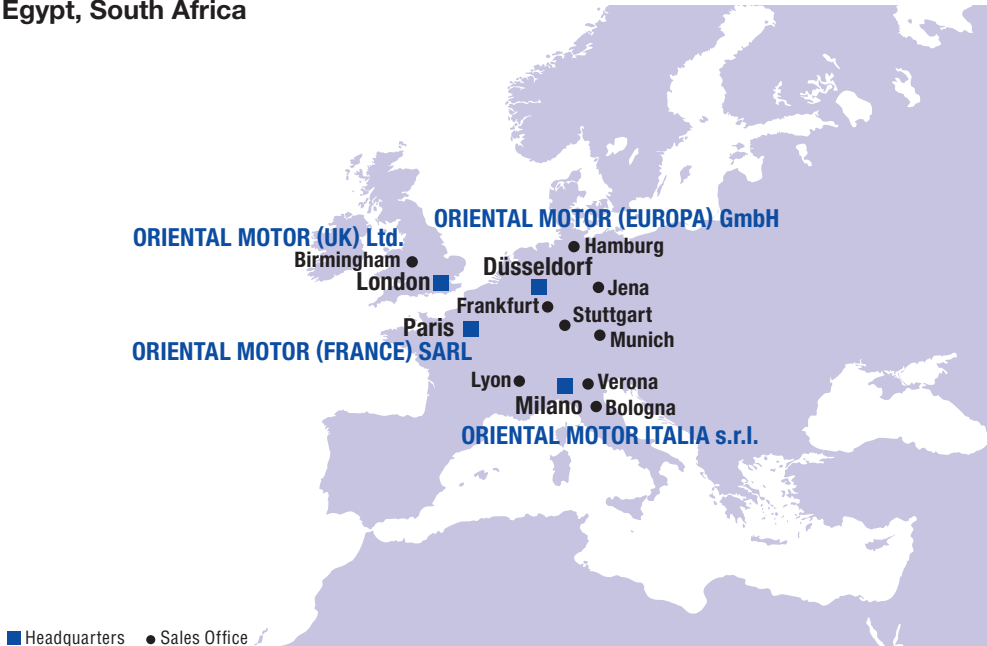 Egypt, South Africa
ORIENTAL MOTOR (EUROPA) GmbH
ORIENTAL MOTOR (UK) Ltd.
Hamburg
Birmingham
Düsseldorf
London
Jena
Frankfurt
Stuttgart
Paris
Munich
ORIENTAL MOTOR (FRANCE) SARL
Lyon
Verona
Milano
Bologna
ORIENTAL MOTOR ITALIA s.r.l.
Headquarters
Sales Office